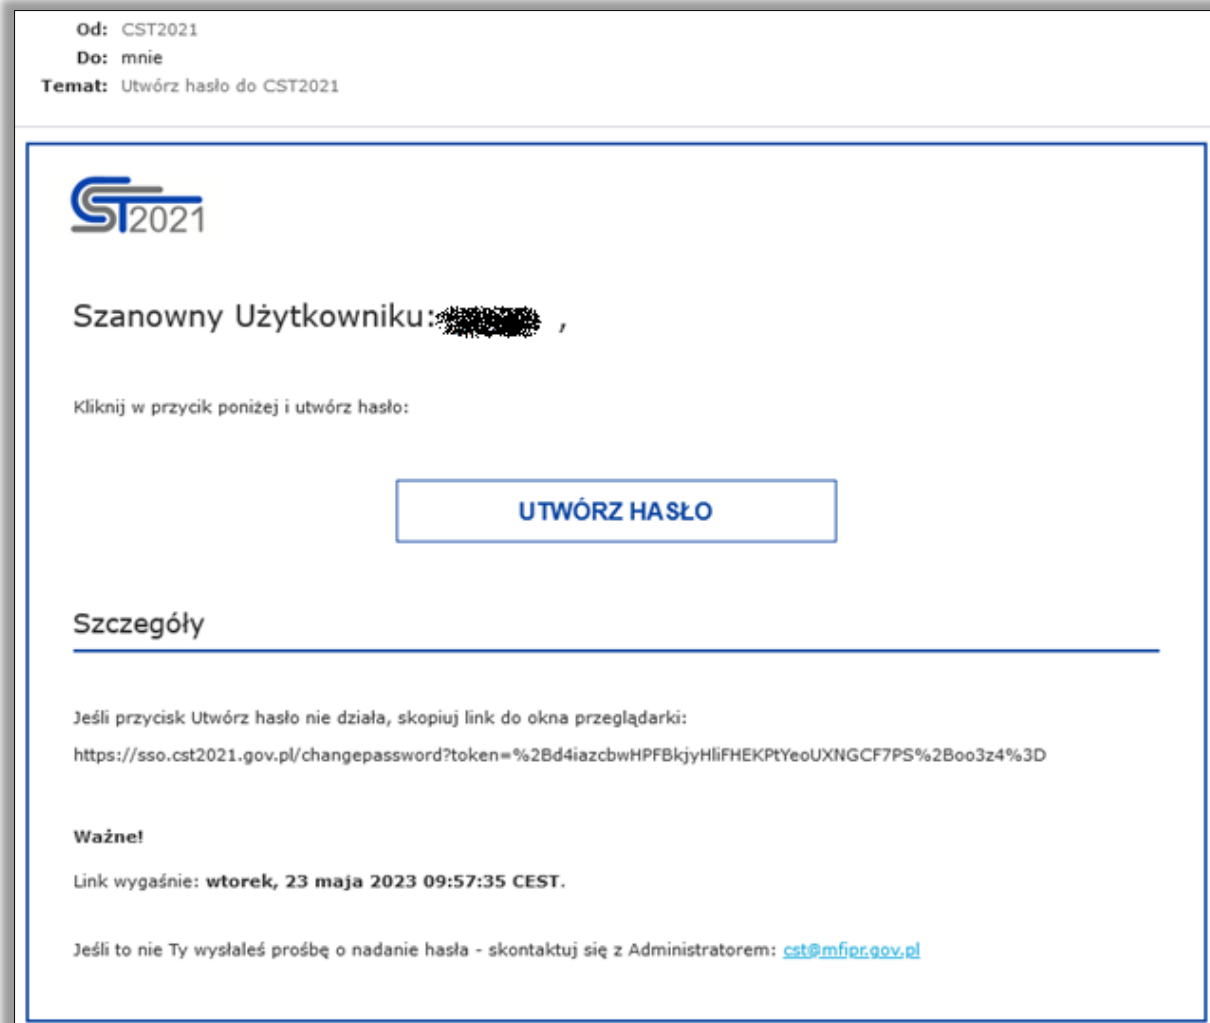 Od: CST2021
Do: mnie
Temat: Utwórz hasło do CST2021
CST2021
Szanowny Użytkowniku: ,
Kliknij w przycik poniżej i utwórz hasło:
UTWÓRZ HASŁO
Szczegóły
Jeśli przycisk Utwórz hasło nie działa, skopiuj link do okna przeglądarki:
https://sso.cst2021.gov.pl/changepassword?token=%2Bd4iazcbwHPFBkjyHliFHEKPtYeoUXNGCF7PS%2Boo3z4%3D
Ważne!
Link wygaśnie: wtorek, 23 maja 2023 09:57:35 CEST.
Jeśli to nie Ty wysłałeś prośbę o nadanie hasła - skontaktuj się z Administratorem: cst@mfipr.gov.pl